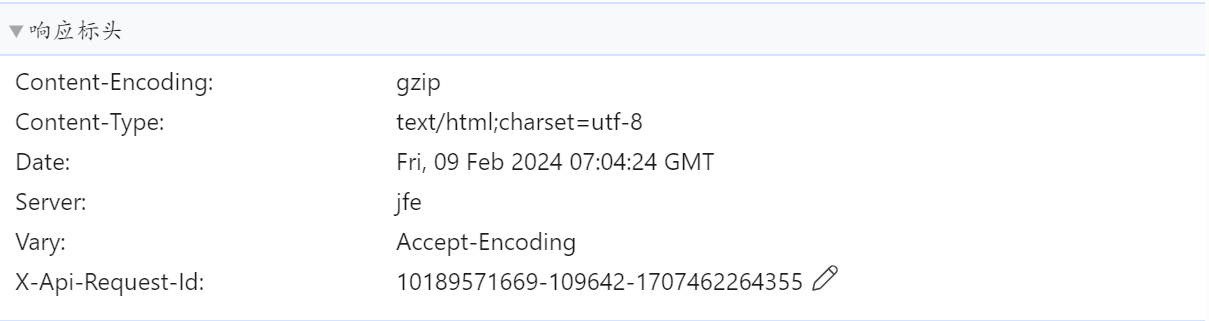 响应标头
Content-Encoding: gzip
Content-Type: text/html;charset=utf-8
Date: Fri, 09 Feb 2024 07:04:24 GMT
Server: jfe
Vary: Accept-Encoding
X-Api-Request-Id: 10189571669-109642-1707462264355